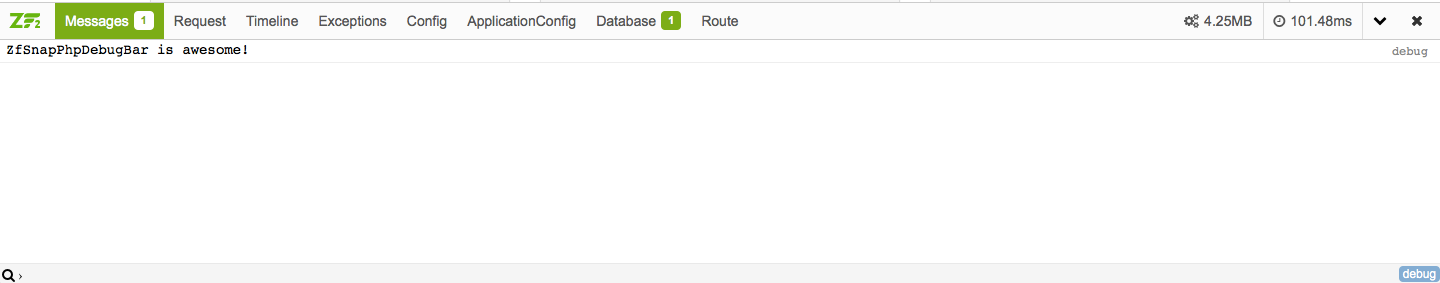 ZF2 Messages 1 Request Timeline Exceptions Config ApplicationConfig Database 1 Route 4.25MB 101.48ms
ZfSnapPhpDebugBar is awesome! debug
› debug